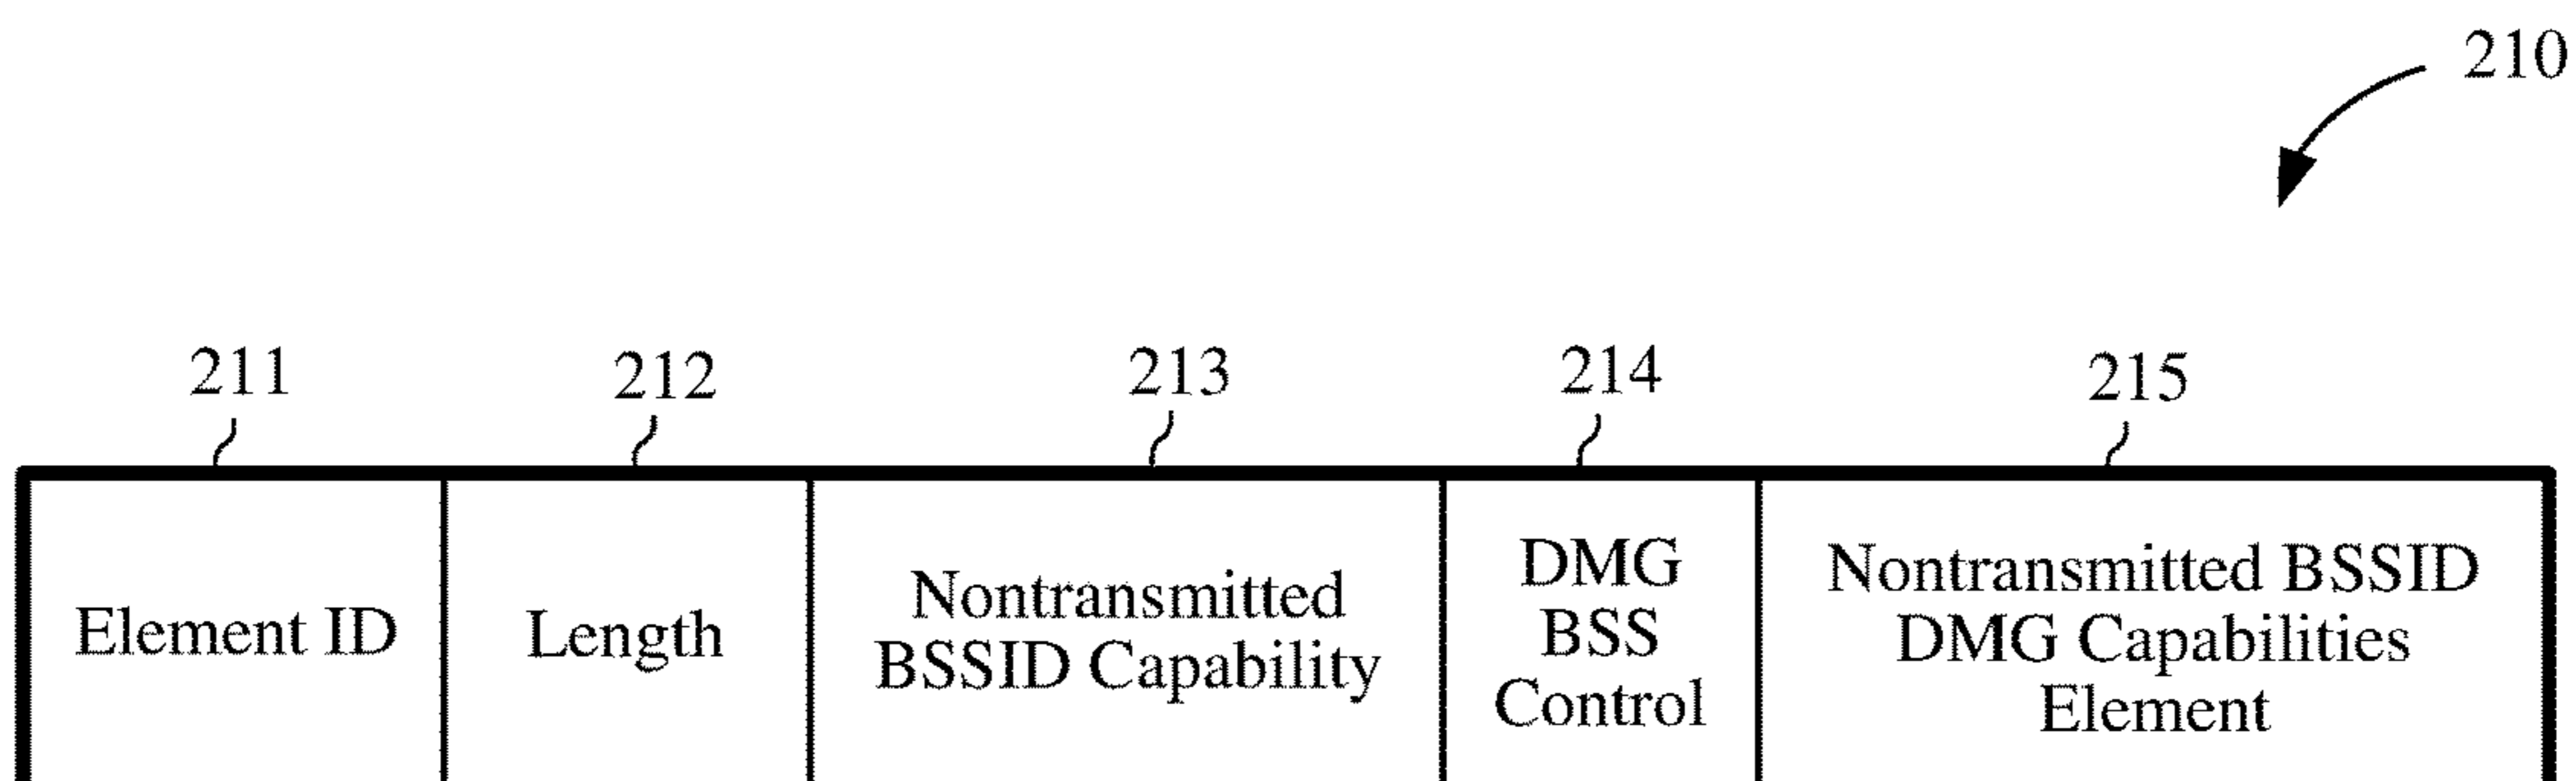 210
211 212 213 214 215
Element ID
Length
Nontransmitted
BSSID Capability
DMG
BSS
Control
Nontransmitted BSSID
DMG Capabilities
Element